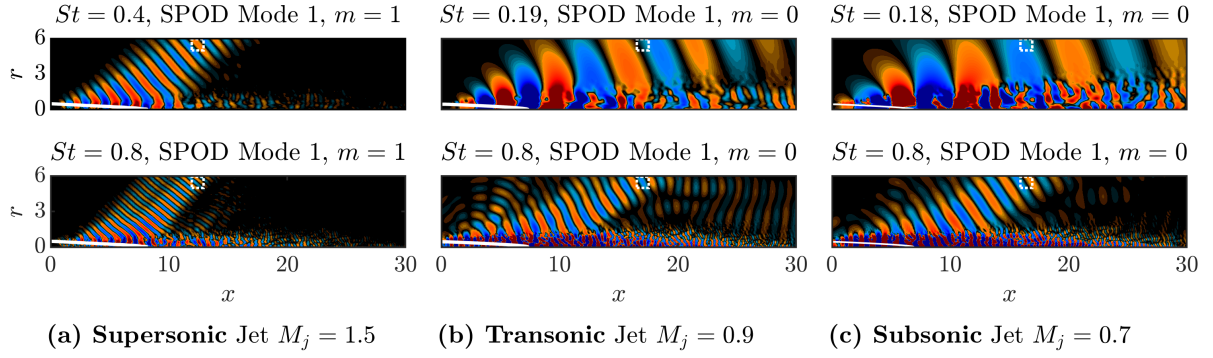 St = 0.4, SPOD Mode 1, m = 1
St = 0.19, SPOD Mode 1, m = 0
St = 0.18, SPOD Mode 1, m = 0
6
3
0
r
St = 0.8, SPOD Mode 1, m = 1
St = 0.8, SPOD Mode 1, m = 0
St = 0.8, SPOD Mode 1, m = 0
6
3
0
r
0 10 20 30
0 10 20 30
0 10 20 30
x
x
x
(a) Supersonic Jet M_j = 1.5
(b) Transonic Jet M_j = 0.9
(c) Subsonic Jet M_j = 0.7